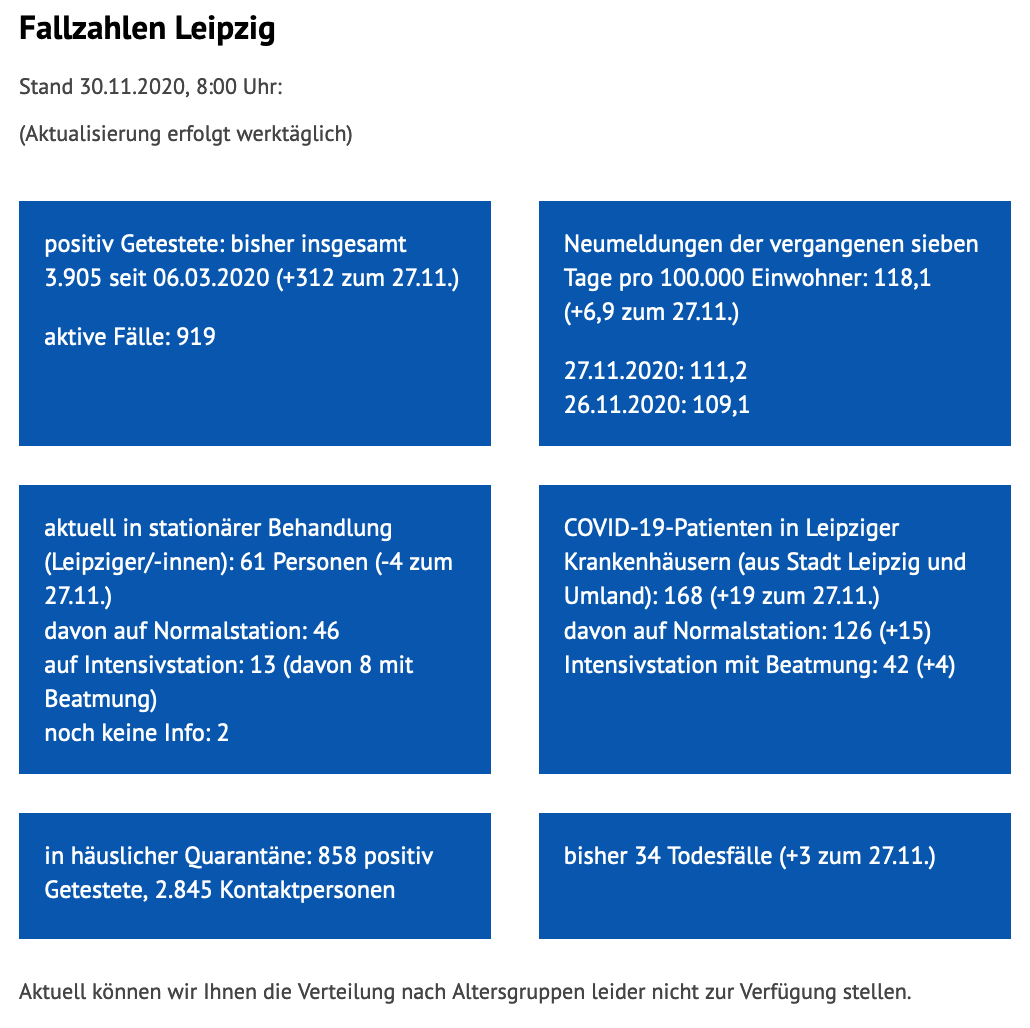 Fallzahlen Leipzig
Stand 30.11.2020, 8:00 Uhr:
(Aktualisierung erfolgt werktäglich)
positiv Getestete: bisher insgesamt
3.905 seit 06.03.2020 (+312 zum 27.11.)
aktive Fälle: 919
Neumeldungen der vergangenen sieben
Tage pro 100.000 Einwohner: 118,1
(+6,9 zum 27.11.)
27.11.2020: 111,2
26.11.2020: 109,1
aktuell in stationärer Behandlung
(Leipziger/-innen): 61 Personen (-4 zum
27.11.)
davon auf Normalstation: 46
auf Intensivstation: 13 (davon 8 mit
Beatmung)
noch keine Info: 2
COVID-19-Patienten in Leipziger
Krankenhäusern (aus Stadt Leipzig und
Umland): 168 (+19 zum 27.11.)
davon auf Normalstation: 126 (+15)
Intensivstation mit Beatmung: 42 (+4)
in häuslicher Quarantäne: 858 positiv
Getestete, 2.845 Kontaktpersonen
bisher 34 Todesfälle (+3 zum 27.11.)
Aktuell können wir Ihnen die Verteilung nach Altersgruppen leider nicht zur Verfügung stellen.